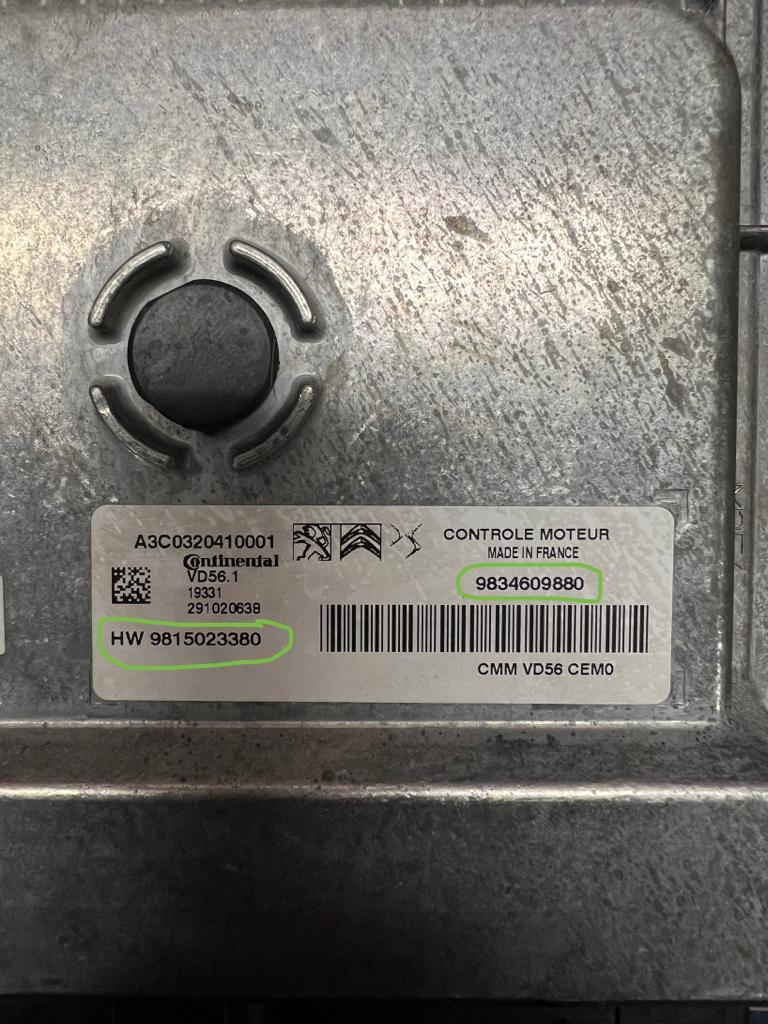 A3C0320410001
CONTROLE MOTEUR
MADE IN FRANCE
Continental
VD56.1
19331
291020638
9834609880
HW 9815023380
CMM VD56 CEM0